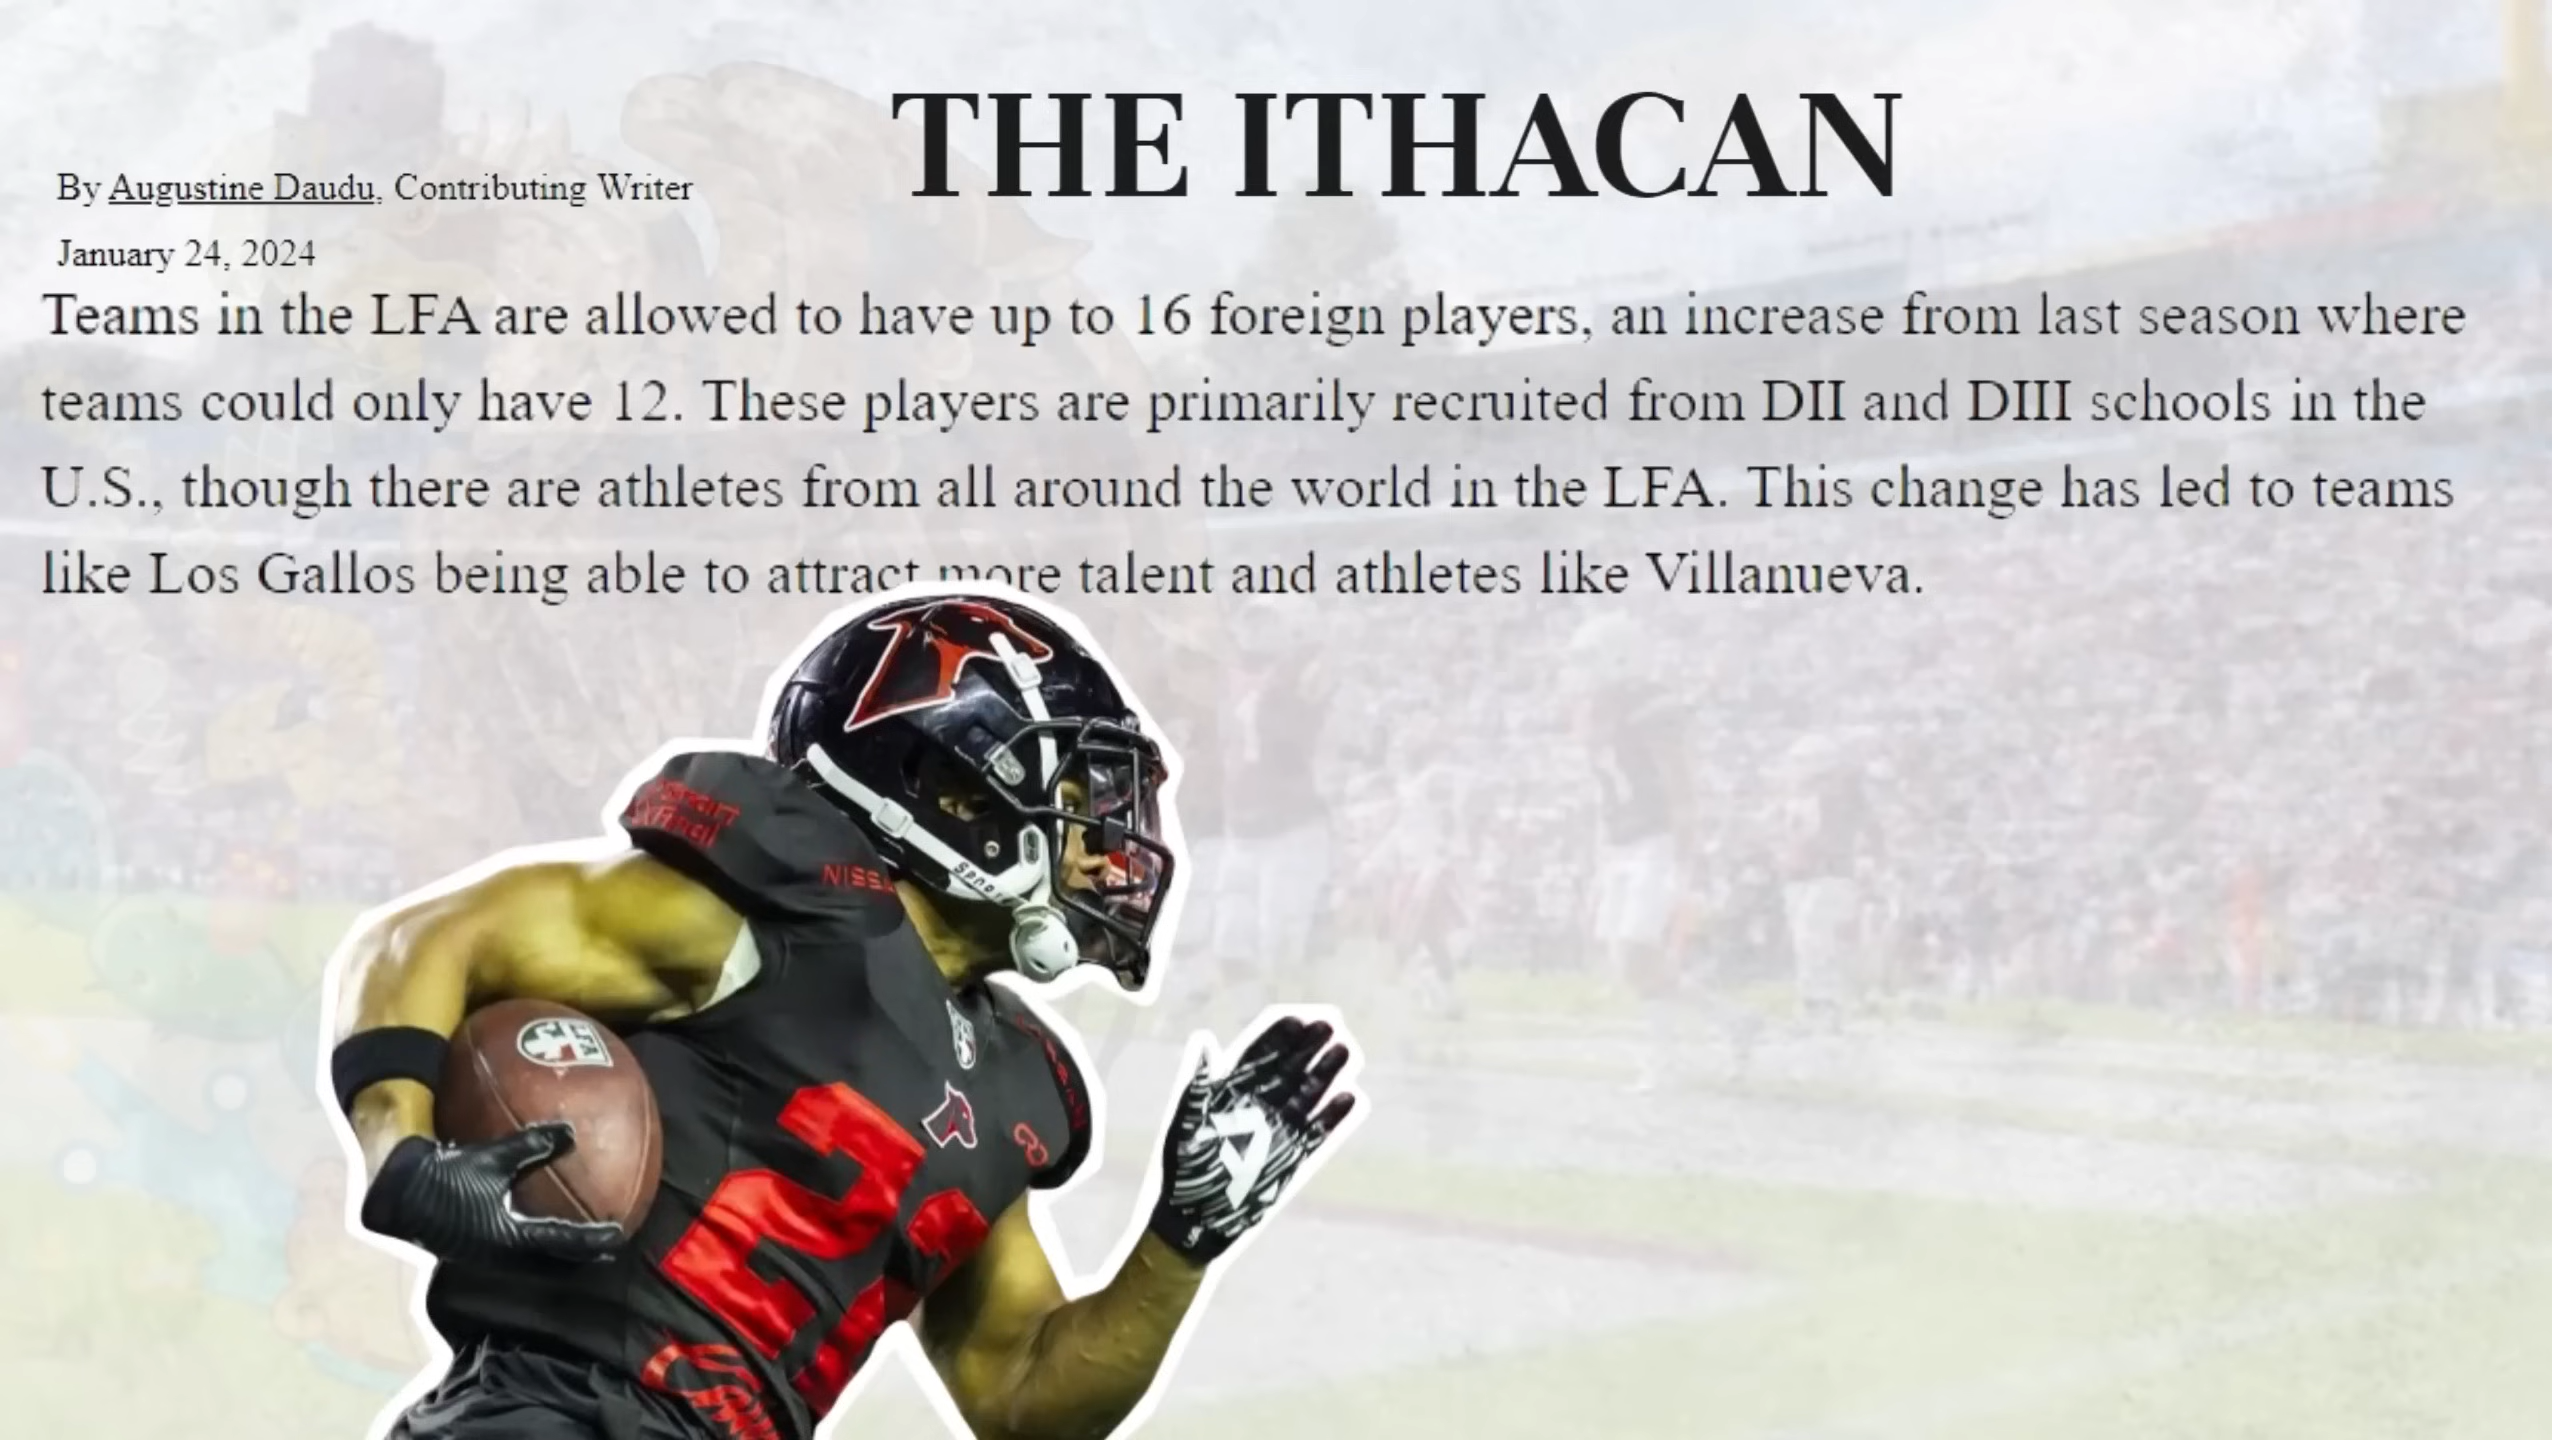 THE ITHACAN
By Augustine Daudu, Contributing Writer
January 24, 2024
Teams in the LFA are allowed to have up to 16 foreign players, an increase from last season where
teams could only have 12. These players are primarily recruited from DII and DIII schools in the
U.S., though there are athletes from all around the world in the LFA. This change has led to teams
like Los Gallos being able to attract more talent and athletes like Villanueva.
LFA
23